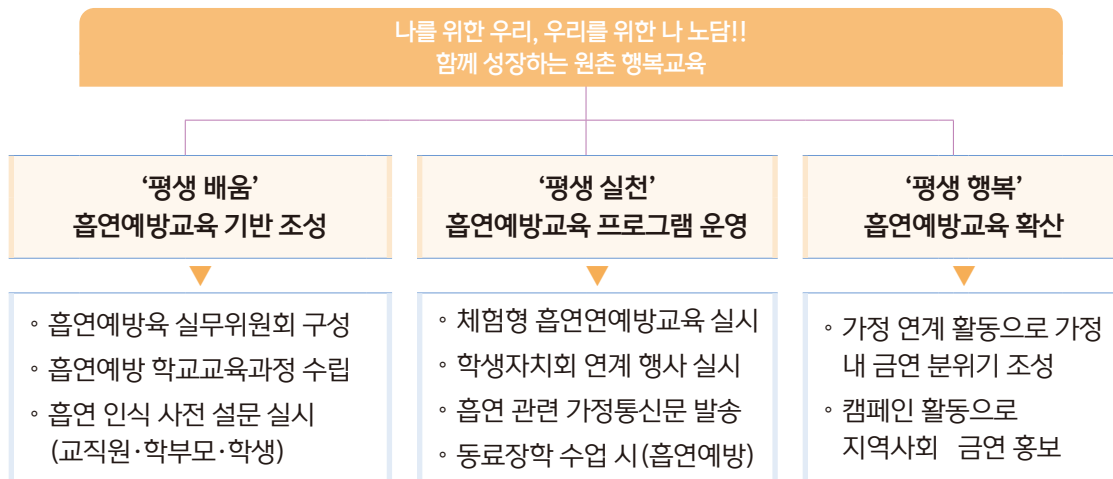 나를 위한 우리, 우리를 위한 나 노담!!
함께 성장하는 원촌 행복교육
‘평생 배움’
흡연예방교육 기반 조성
◦ 흡연예방육 실무위원회 구성
◦ 흡연예방 학교교육과정 수립
◦ 흡연 인식 사전 설문 실시
(교직원·학부모·학생)
‘평생 실천’
흡연예방교육 프로그램 운영
◦ 체험형 흡연연예방교육 실시
◦ 학생자치회 연계 행사 실시
◦ 흡연 관련 가정통신문 발송
◦ 동료장학 수업 시(흡연예방)
‘평생 행복’
흡연예방교육 확산
◦ 가정 연계 활동으로 가정
내 금연 분위기 조성
◦ 캠페인 활동으로
지역사회 금연 홍보